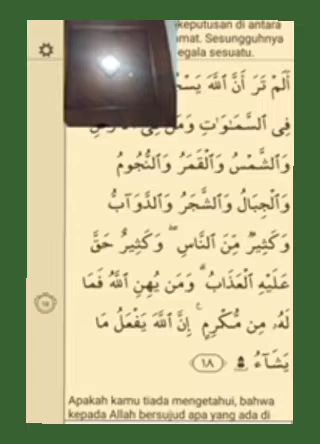 keputusan di antara
mat. Sesungguhnya
egala sesuatu.
أَلَمْ تَرَ أَنَّ ٱللَّهَ
فِى ٱلسَّمَـٰوَٰتِ وَمَن فِى
وَٱلشَّمْسُ وَٱلْقَمَرُ وَٱلنُّجُومُ
وَٱلْجِبَالُ وَٱلشَّجَرُ وَٱلدَّوَآبُّ
وَكَثِيرٌ مِّنَ ٱلنَّاسِ ۖ وَكَثِيرٌ حَقَّ
عَلَيْهِ ٱلْعَذَابُ ۗ وَمَن يُهِنِ ٱللَّهُ فَمَا
لَهُۥ مِن مُّكْرِمٍ ۚ إِنَّ ٱللَّهَ يَفْعَلُ مَا
يَشَآءُ ۩ ١٨
Apakah kamu tiada mengetahui, bahwa
kepada Allah bersujud apa yang ada di